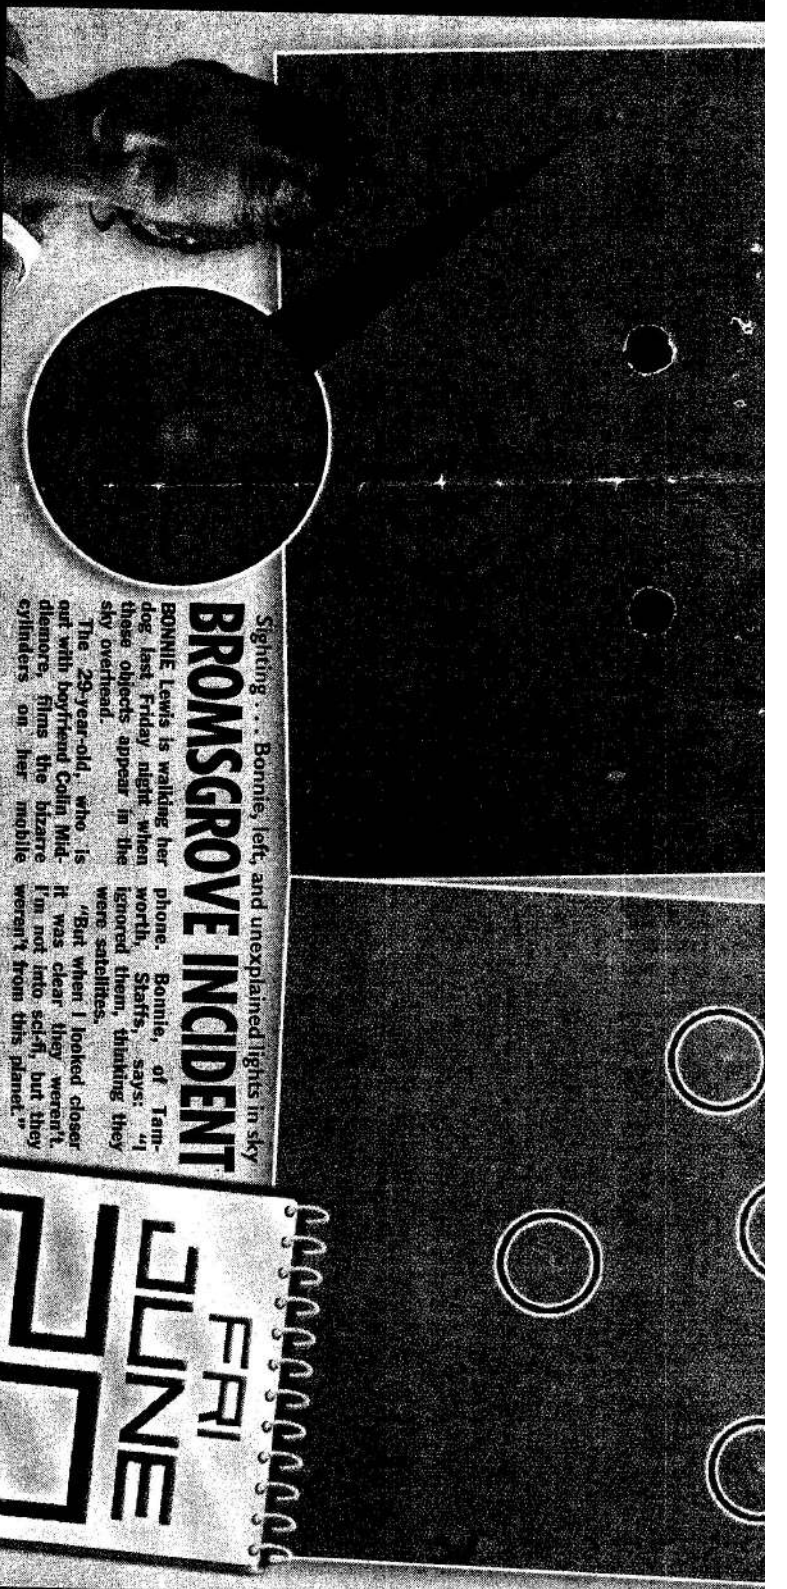 Sighting . . . Bonnie, left, and unexplained lights in sky
BROMSGROVE INCIDENT
BONNIE Lewis is walking her
dog last Friday night when
these objects appear in the
sky overhead.
The 29-year-old, who is
out with boyfriend Colin Mid-
diemore, films the bizarre
cylinders on her mobile
phone. Bonnie, of Tam-
worth, Staffs, says: "I
ignored them, thinking they
were satellites.
"But when I looked closer
it was clear they weren't.
I'm not into sci-fi, but they
weren't from this planet."
FRI
JUNE
20